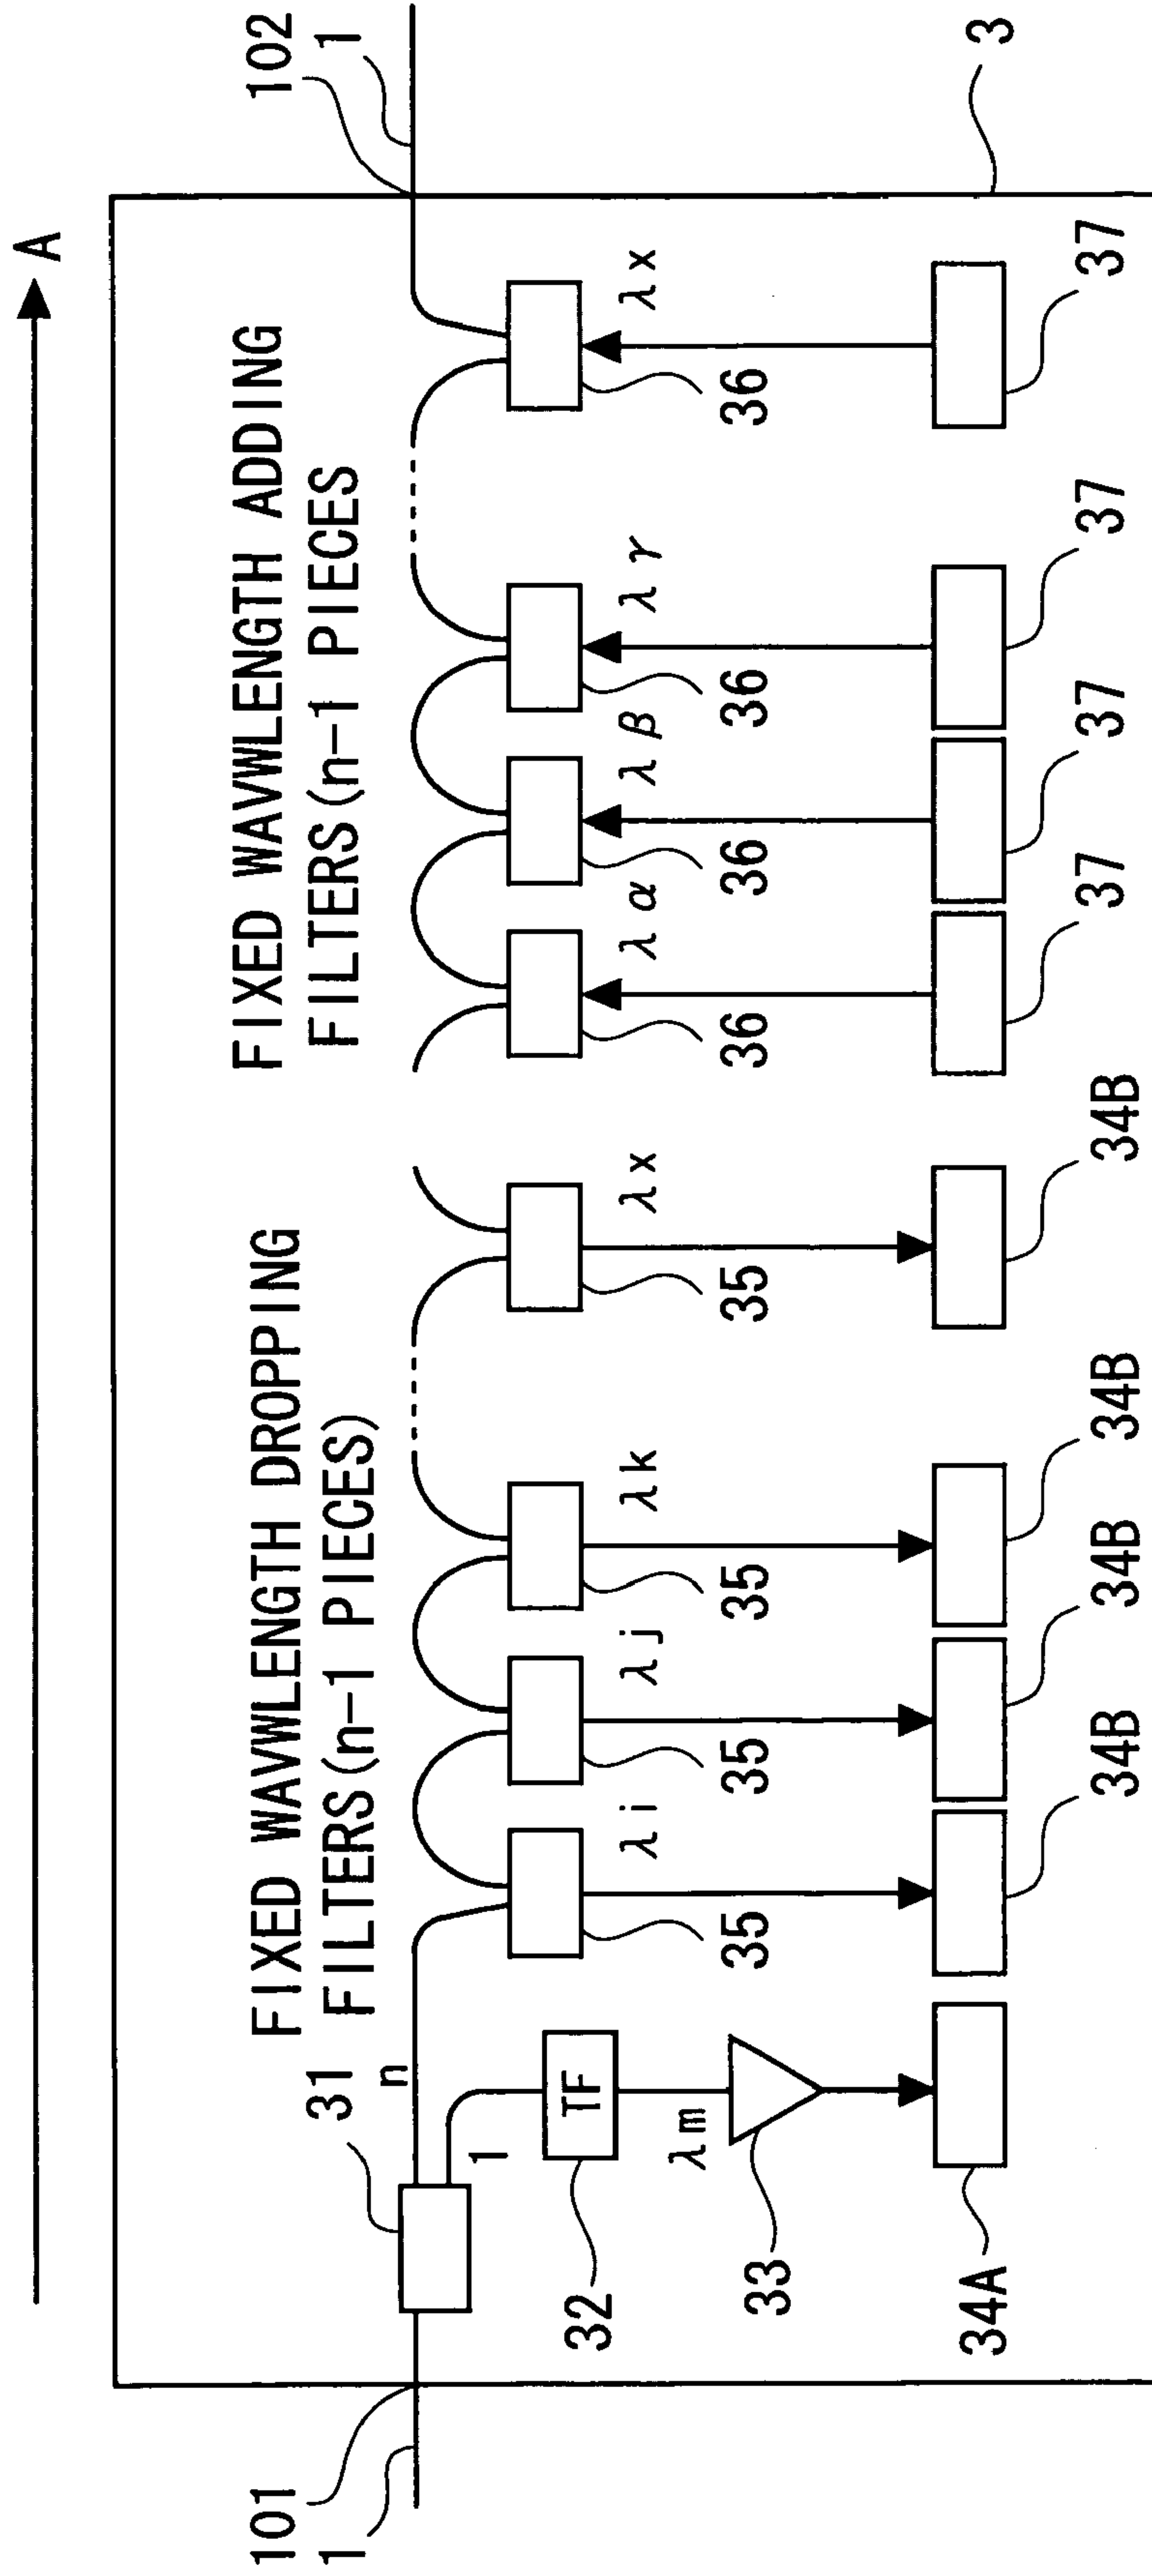 A
101
1
31
n
1
FIXED WAVWLENGTH DROPPING
FILTERS(n-1 PIECES)
FIXED WAVWLENGTH ADDING
FILTERS(n-1 PIECES
102
1
32
TF
λm
33
34A
35
λi
35
λj
35
λk
35
λx
36
λα
36
λβ
36
λγ
36
λx
34B
34B
34B
34B
37
37
37
37
3